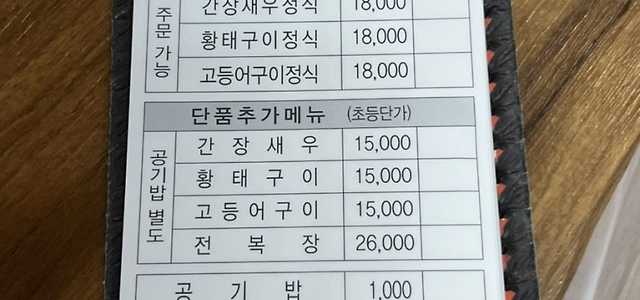 주문 가능
간장새우정식 18,000
황태구이정식 18,000
고등어구이정식 18,000
단품추가메뉴 (초등단가)
공기밥 별도
간장새우 15,000
황태구이 15,000
고등어구이 15,000
전복장 26,000
공기밥 1,000